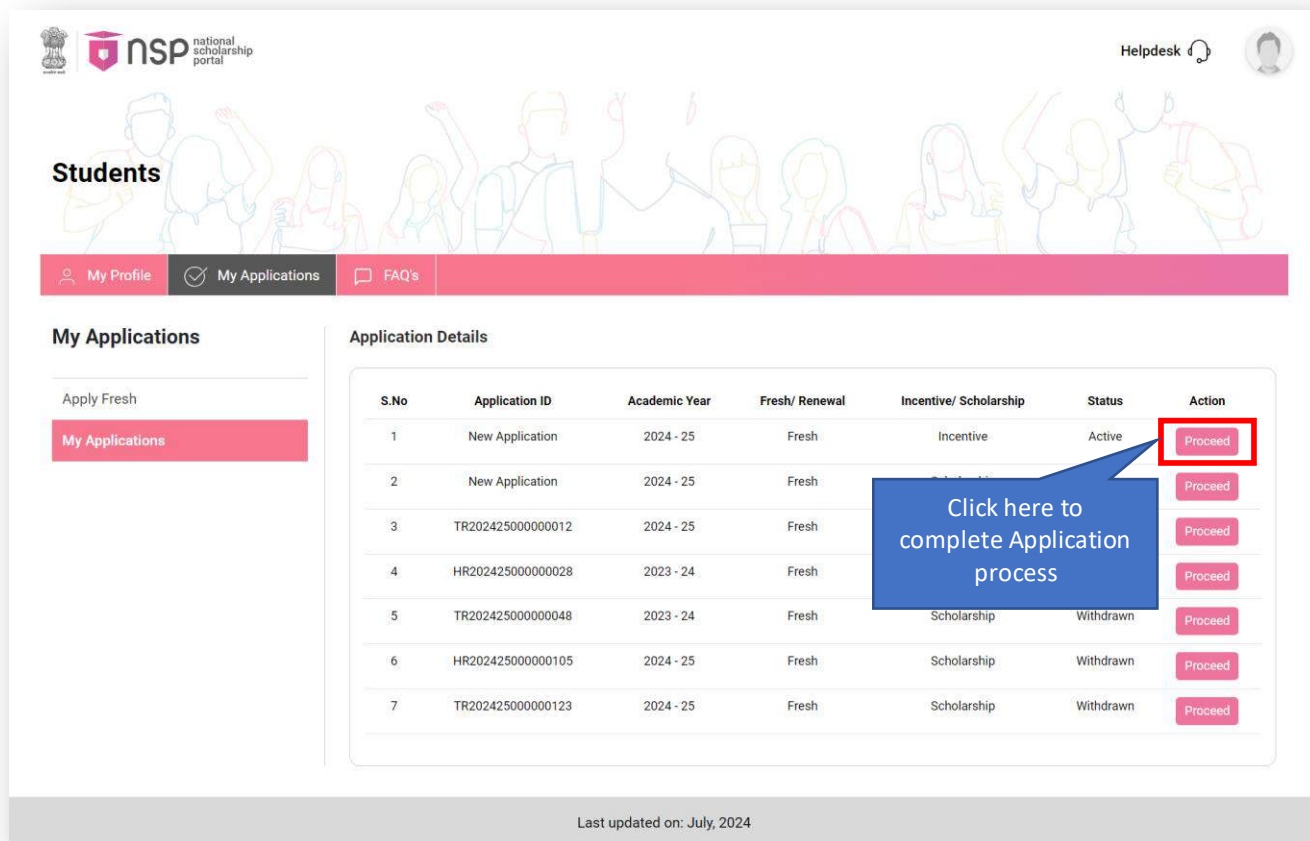 nsp national scholarship portal
Helpdesk
Students
My Profile My Applications FAQ's
My Applications
Apply Fresh
My Applications
Application Details
S.No Application ID Academic Year Fresh/ Renewal Incentive/ Scholarship Status Action
1 New Application 2024 - 25 Fresh Incentive Active Proceed
2 New Application 2024 - 25 Fresh Proceed
3 TR202425000000012 2024 - 25 Fresh Proceed
4 HR202425000000028 2023 - 24 Fresh Proceed
5 TR202425000000048 2023 - 24 Fresh Scholarship Withdrawn Proceed
6 HR202425000000105 2024 - 25 Fresh Scholarship Withdrawn Proceed
7 TR202425000000123 2024 - 25 Fresh Scholarship Withdrawn Proceed
Click here to
complete Application
process
Last updated on: July, 2024